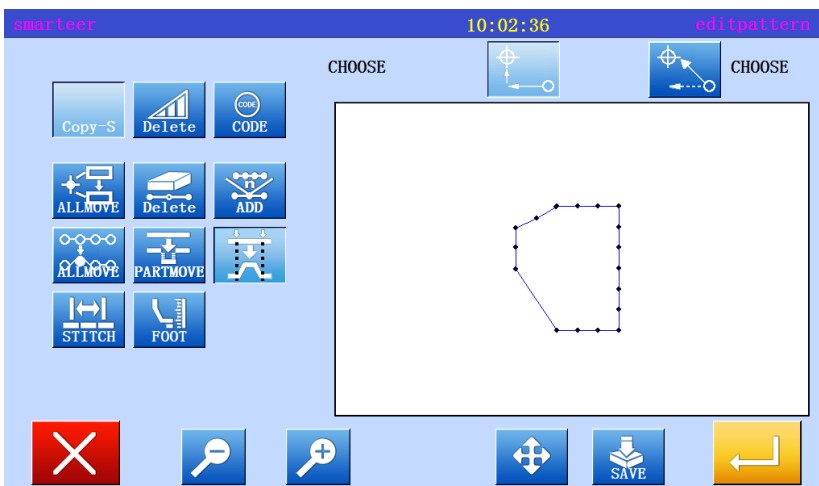 smarteer 10:02:36 editpattern
CHOOSE CHOOSE
Copy-S Delete CODE CODE
ALLMOVE Delete n ADD
ALLMOVE PARTMOVE
STITCH FOOT
SAVE